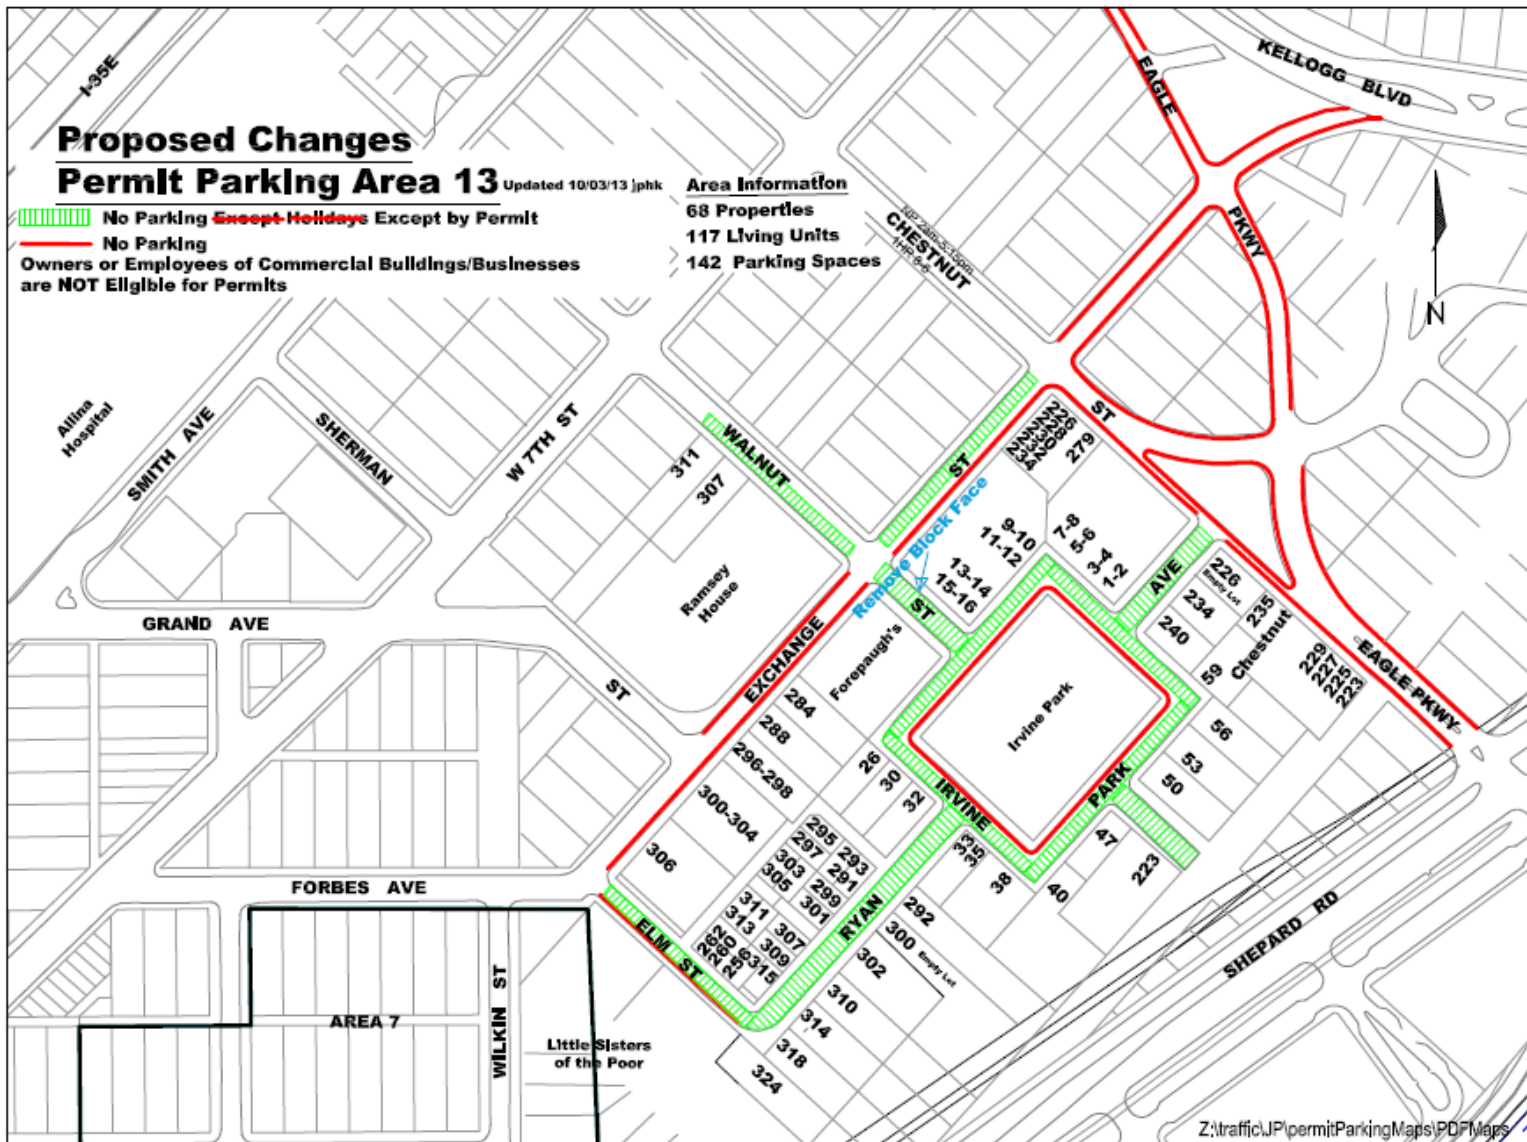 Proposed Changes
Permit Parking Area 13 Updated 10/03/13 jphk
No Parking Except Holidays Except by Permit
No Parking
Owners or Employees of Commercial Buildings/Businesses
are NOT Eligible for Permits
Area Information
68 Properties
117 Living Units
142 Parking Spaces
I-35E
KELLOGG BLVD
EAGLE
PKWY
N
CHESTNUT
ST
Allina
Hospital
SMITH AVE
SHERMAN
W 7TH ST
WALNUT
ST
ST
311
307
Ramsey
House
Remove Block Face
226
228
230
232
234
279
9-10
11-12
13-14
15-16
7-8
5-6
3-4
1-2
AVE
226
Empty Lot
234
240
235
Chestnut
59
229
227
225
223
EAGLE PKWY
GRAND AVE
ST
EXCHANGE
Forepaugh's
Irvine Park
284
288
296-298
300-304
306
26
30
32
IRVINE
PARK
56
53
50
47
223
33
35
38
40
295
297
303
305
293
291
299
301
311
313
307
309
315
262
260
256
RYAN
292
300 Empty Lot
302
310
314
318
324
FORBES AVE
ELM ST
WILKIN ST
AREA 7
Little Sisters
of the Poor
SHEPARD RD
Z:\traffic\JP\permitParkingMaps\PDFMaps